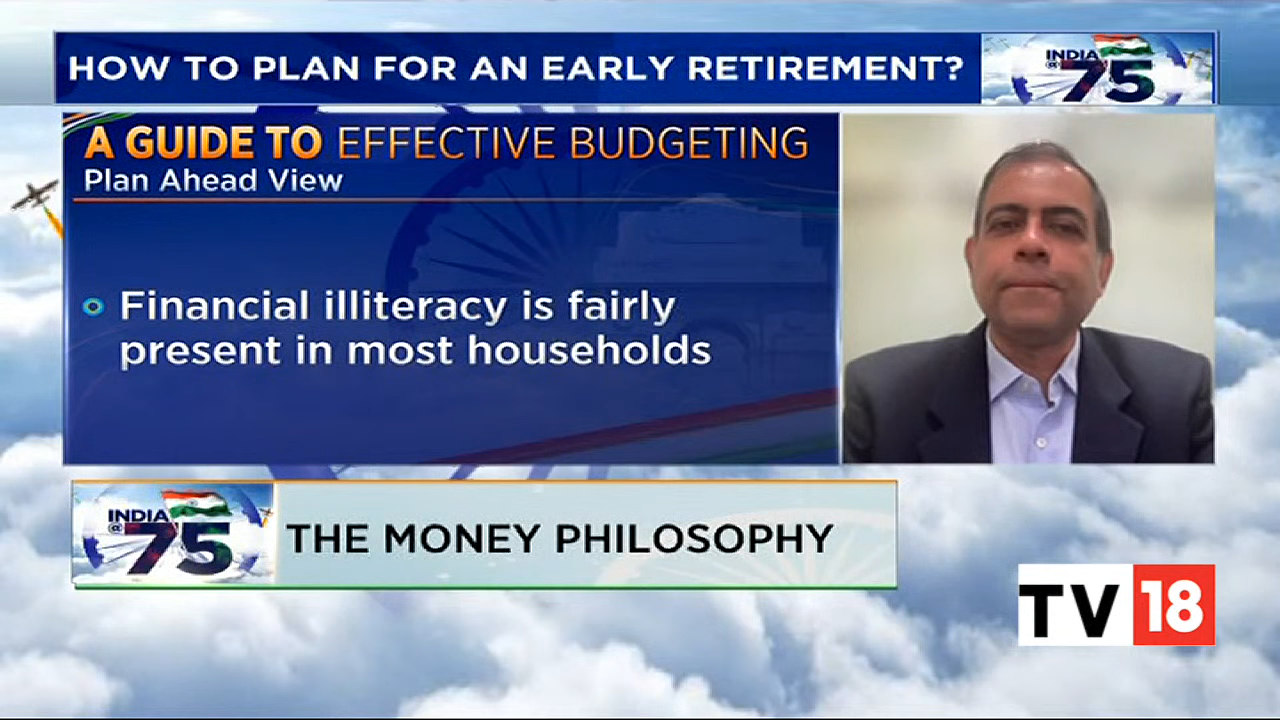 HOW TO PLAN FOR AN EARLY RETIREMENT?
INDIA
@75
A GUIDE TO EFFECTIVE BUDGETING
Plan Ahead View
Financial illiteracy is fairly
present in most households
INDIA
@75
THE MONEY PHILOSOPHY
TV18